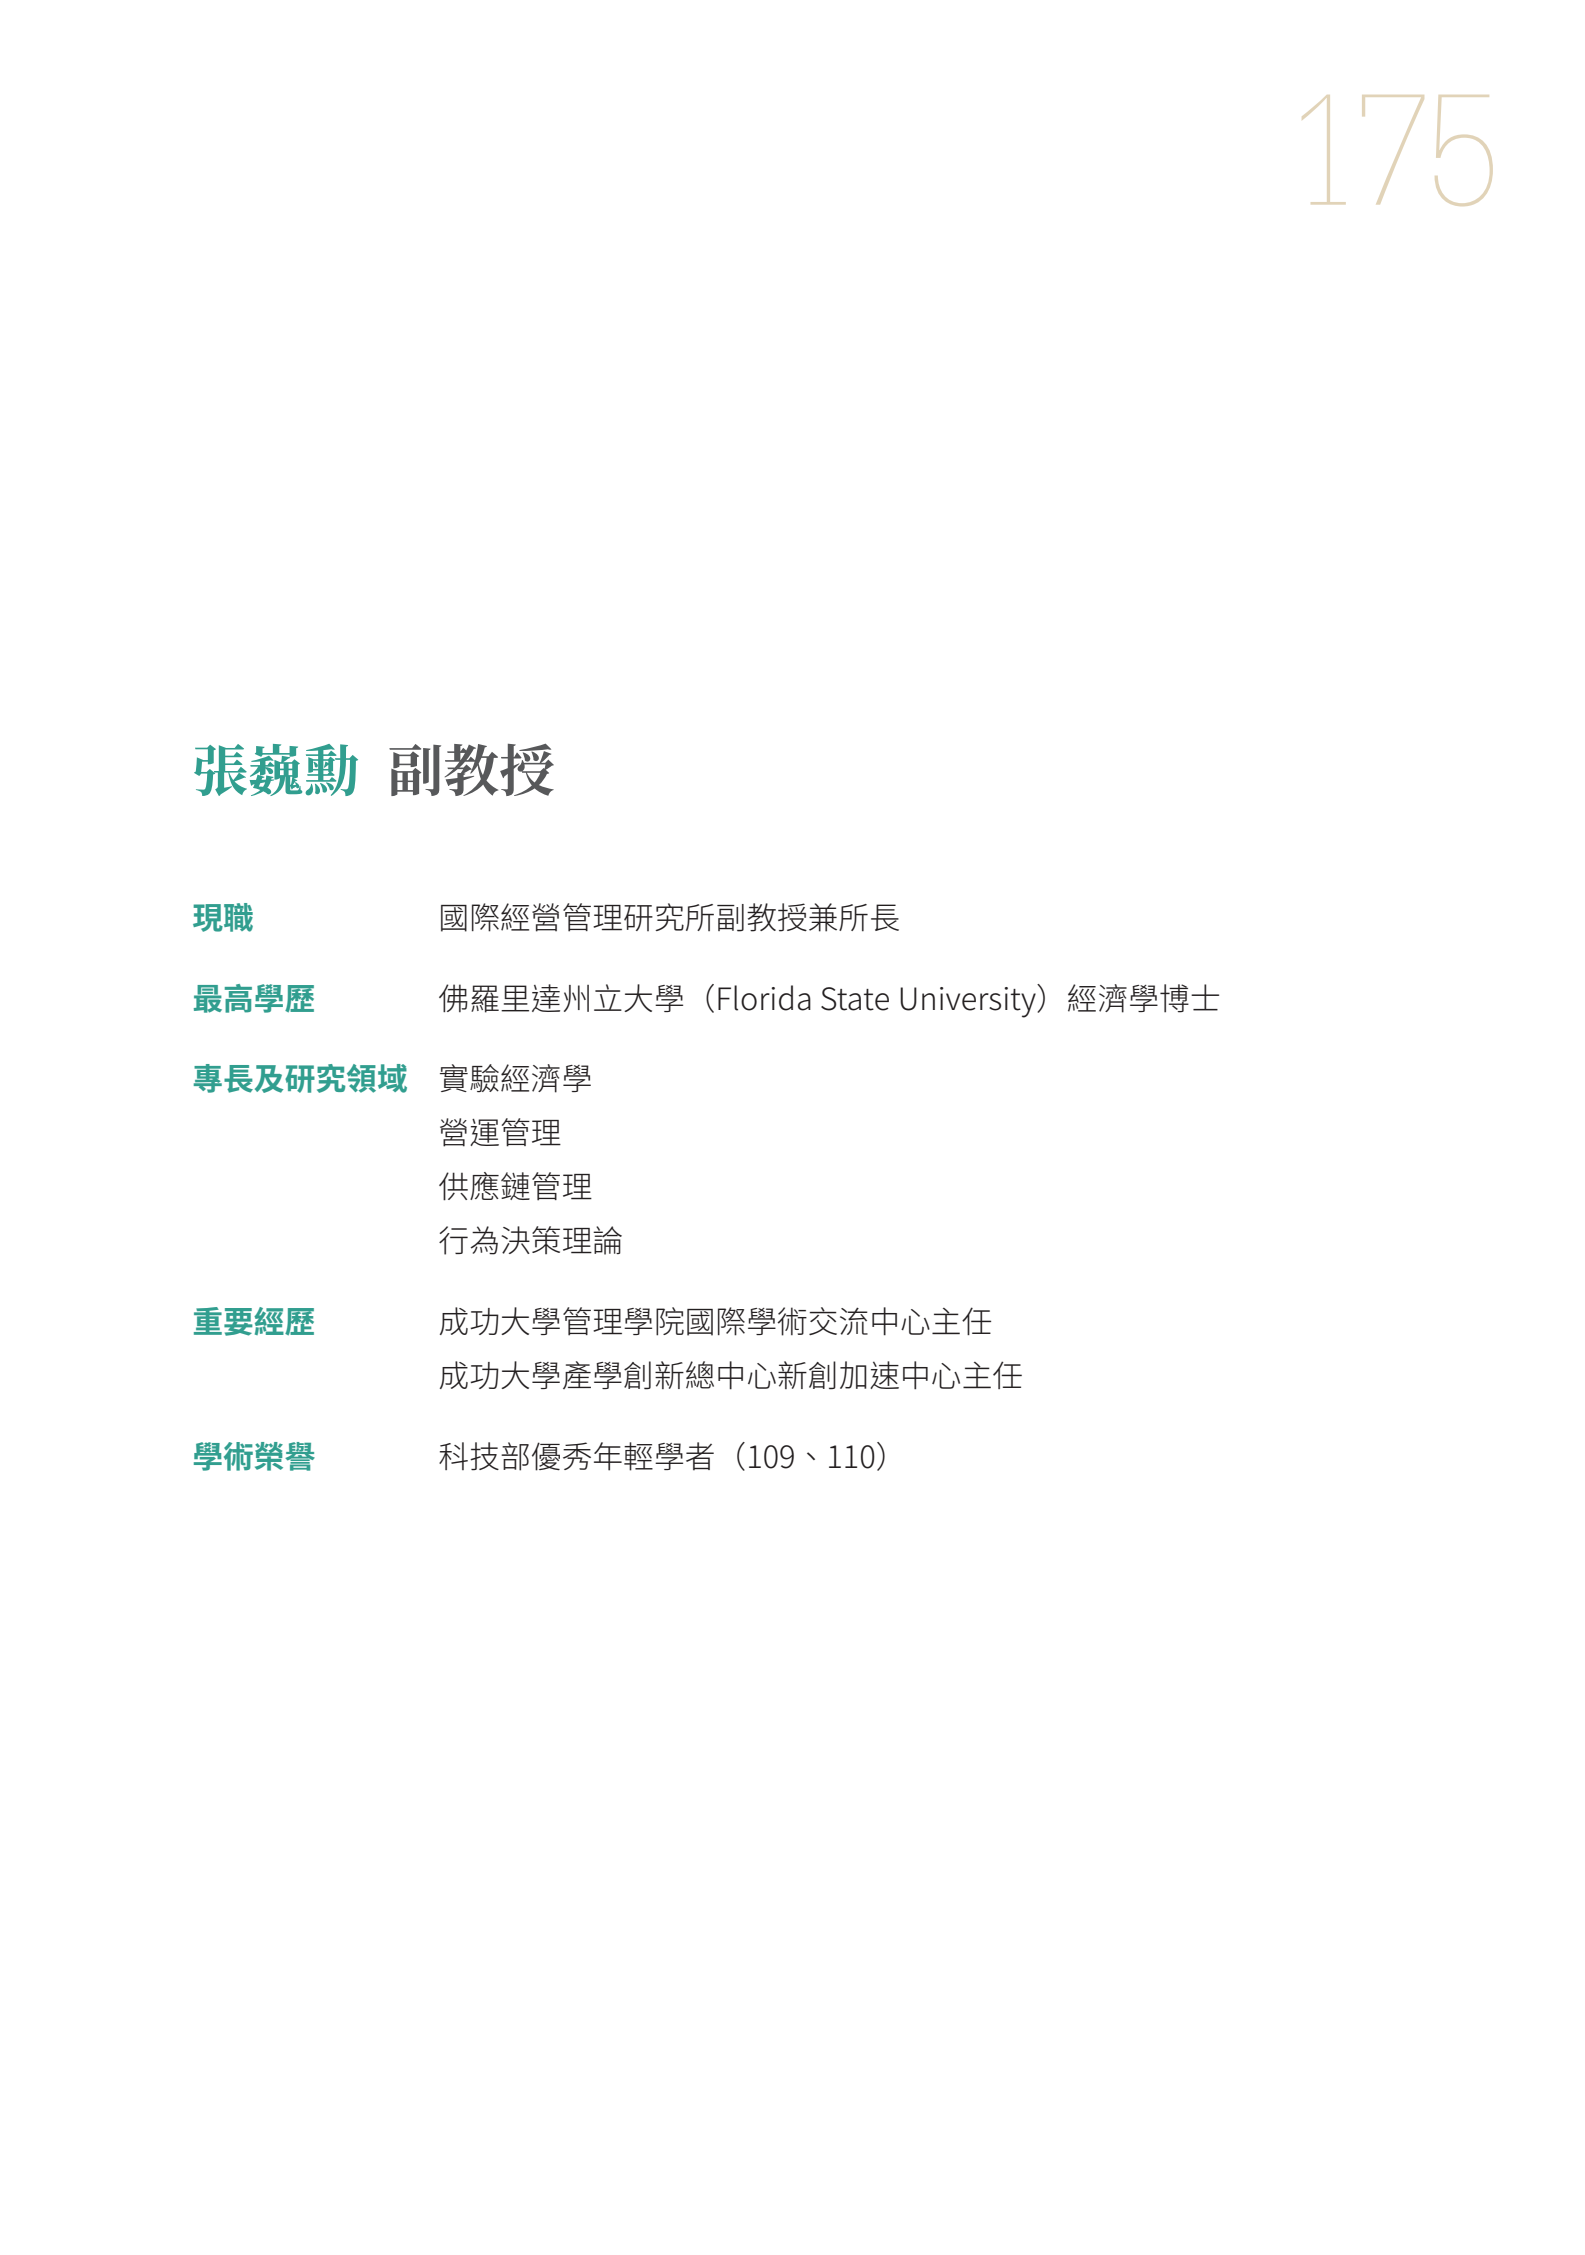 175
張巍勳 副教授
現職 國際經營管理研究所副教授兼所長
最高學歷 佛羅里達州立大學（Florida State University）經濟學博士
專長及研究領域 實驗經濟學
營運管理
供應鏈管理
行為決策理論
重要經歷 成功大學管理學院國際學術交流中心主任
成功大學產學創新總中心新創加速中心主任
學術榮譽 科技部優秀年輕學者（109、110）